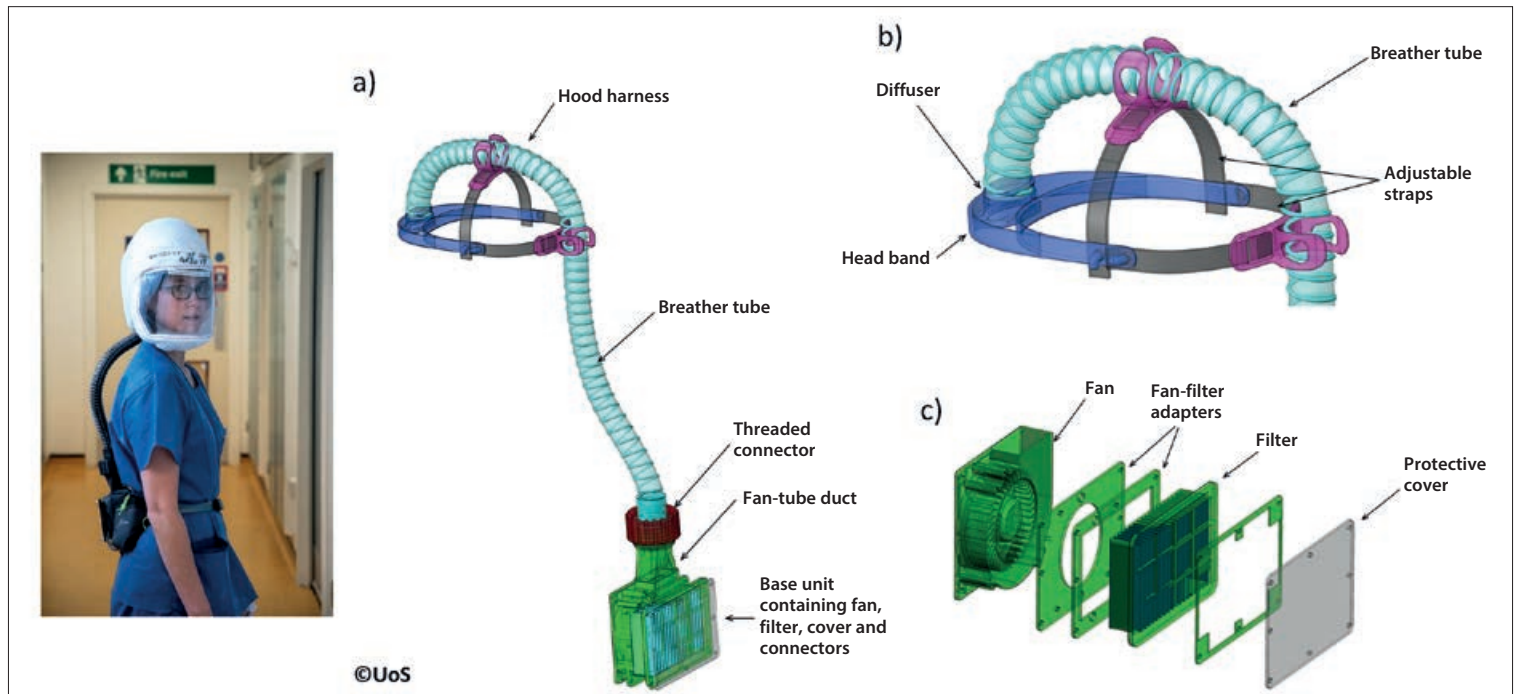 Fire exit
a)
Hood harness
Breather tube
Threaded
connector
Fan-tube duct
Base unit
containing fan,
filter, cover and
connectors
©UoS
b)
Breather tube
Diffuser
Adjustable
straps
Head band
c)
Fan
Fan-filter
adapters
Filter
Protective
cover